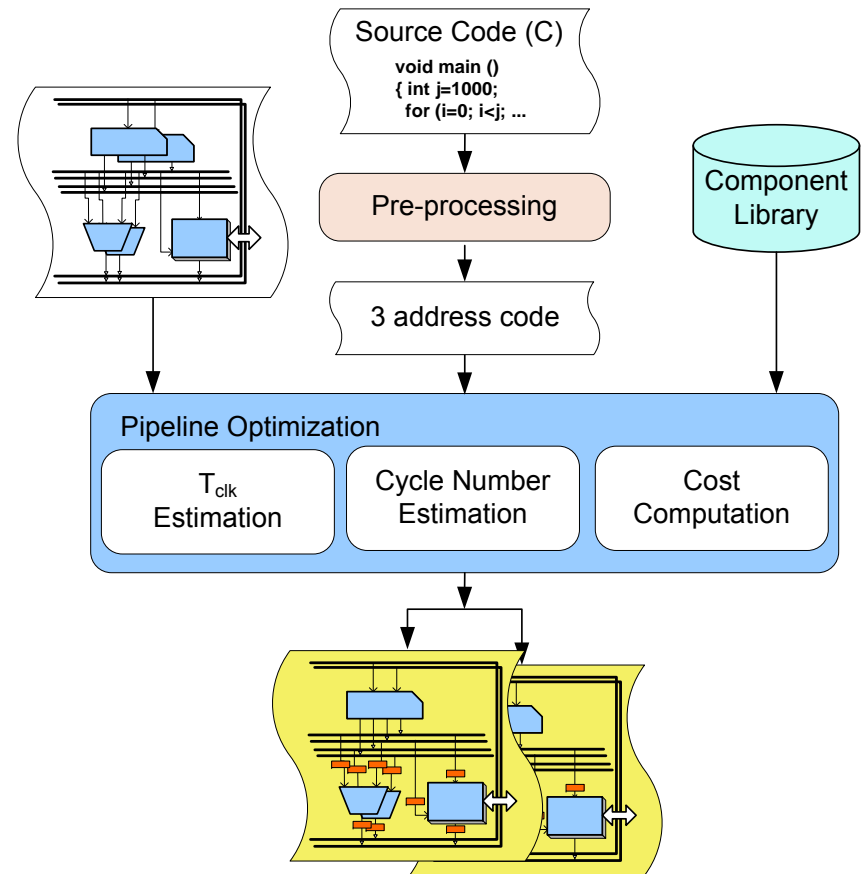 Source Code (C)
void main ()
{ int j=1000;
for (i=0; i<j; ...
Pre-processing
Component
Library
3 address code
Pipeline Optimization
Tclk
Estimation
Cycle Number
Estimation
Cost
Computation